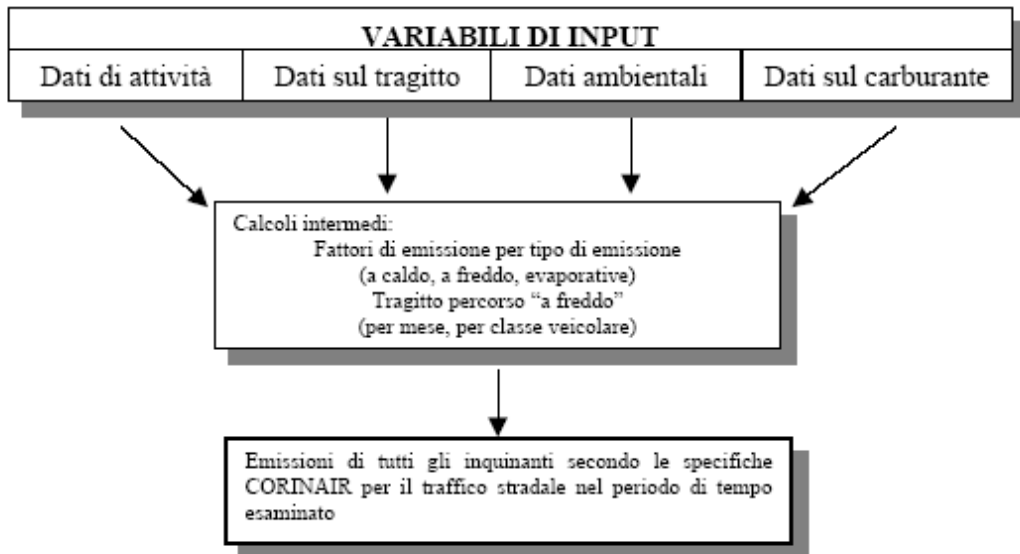 VARIABILI DI INPUT
Dati di attività
Dati sul tragitto
Dati ambientali
Dati sul carburante
Calcoli intermedi:
Fattori di emissione per tipo di emissione
(a caldo, a freddo, evaporative)
Tragitto percorso “a freddo”
(per mese, per classe veicolare)
Emissioni di tutti gli inquinanti secondo le specifiche
CORINAIR per il traffico stradale nel periodo di tempo
esaminato